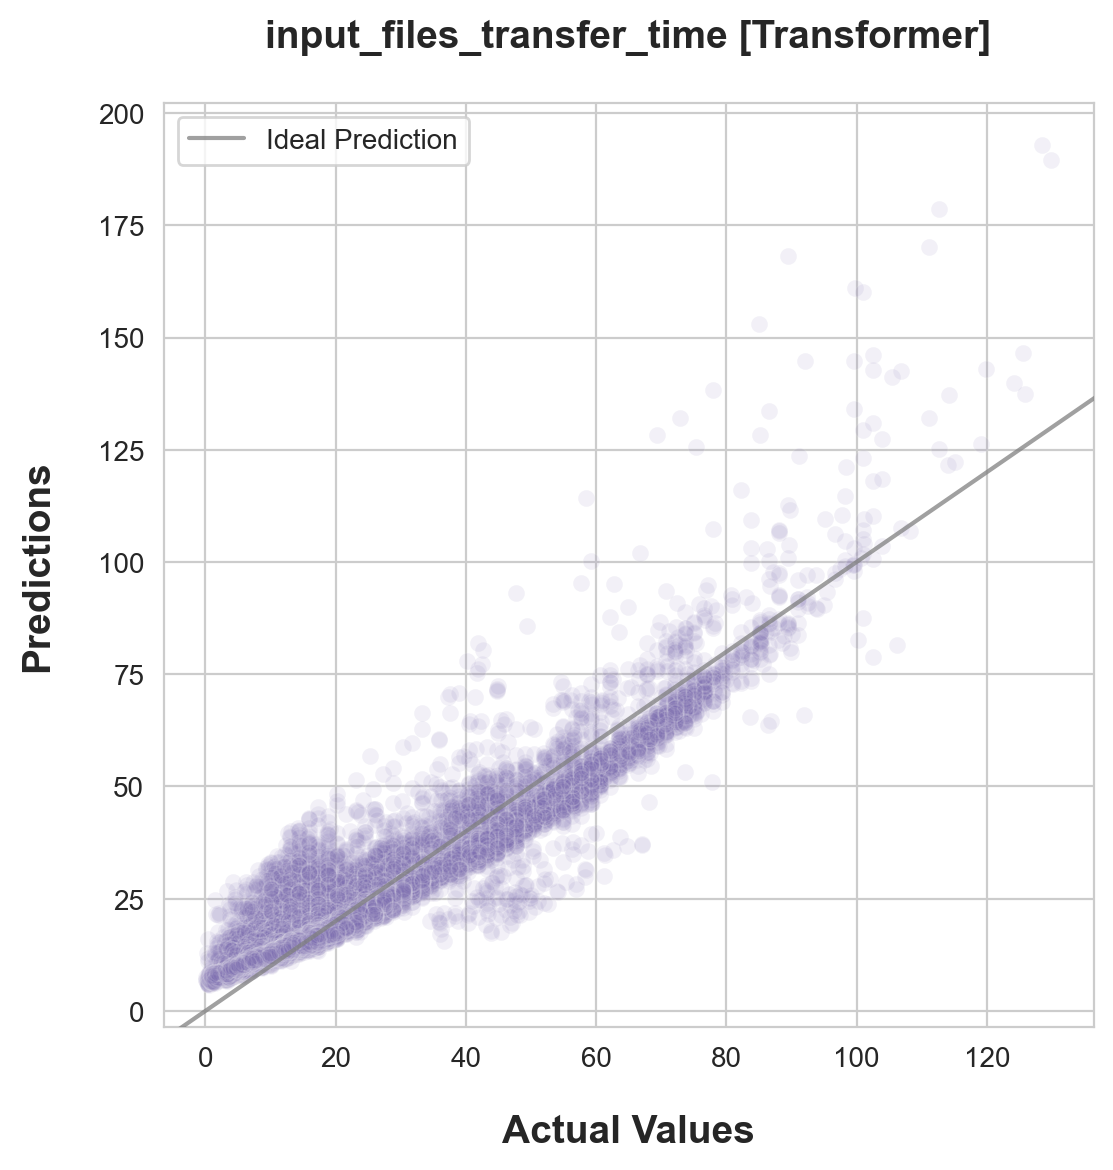 input_files_transfer_time [Transformer]
Ideal Prediction
200
175
150
125
100
75
50
25
0
Predictions
0 20 40 60 80 100 120
Actual Values